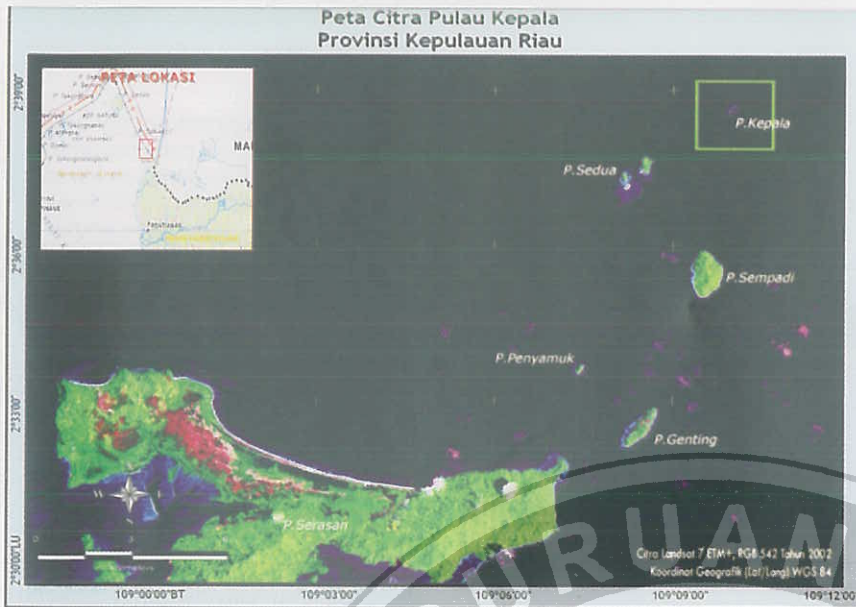 Peta Citra Pulau Kepala
Provinsi Kepulauan Riau
PETA LOKASI
2°39'00"
P.Kepala
P.Sedua
2°36'00"
P.Sempadi
P.Penyamuk
2°33'00"
P.Genting
P.Serasan
Citra Landsat 7 ETM+, RGB 542 Tahun 2002
Koordinat Geografik (Lat/Long) WGS 84
2°30'00"LU
109°00'00"BT 109°03'00" 109°06'00" 109°09'00" 109°12'00"
URUAN